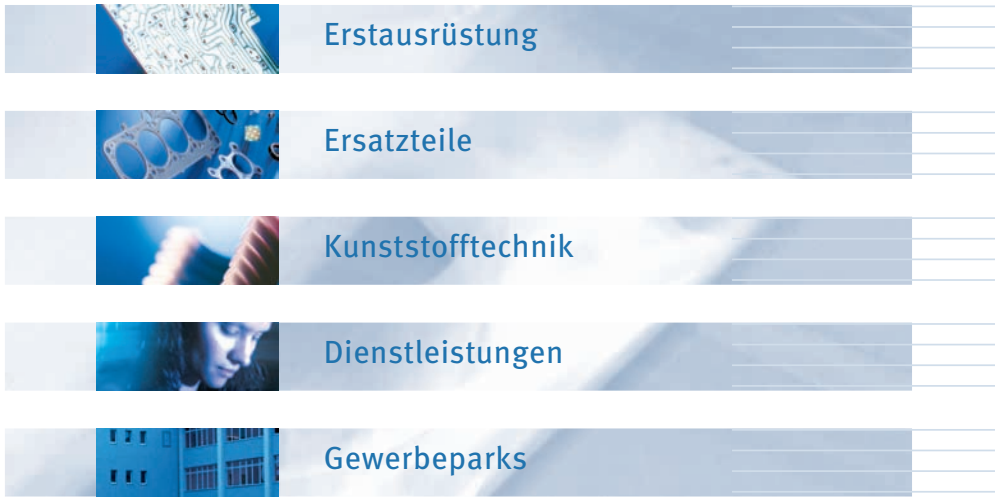 Erstausrüstung
Ersatzteile
Kunststofftechnik
Dienstleistungen
Gewerbeparks